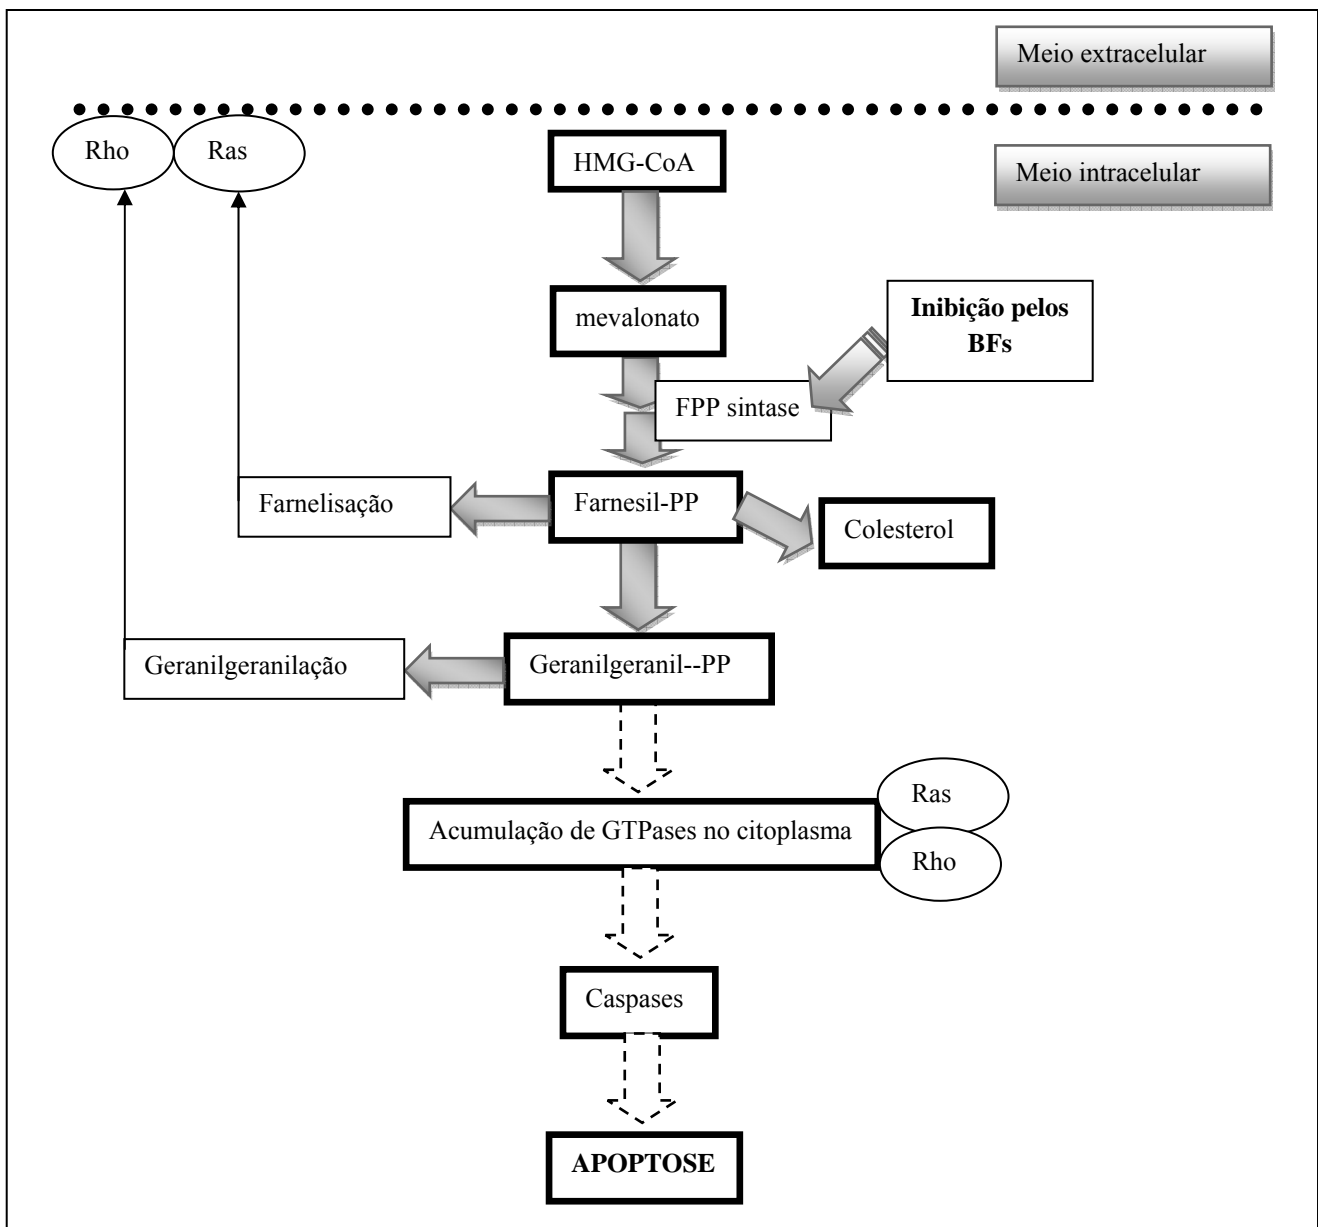 Meio extracelular
Rho
Ras
HMG-CoA
Meio intracelular
mevalonato
Inibição pelos
BFs
FPP sintase
Farnelisação
Farnesil-PP
Colesterol
Geranilgeranilação
Geranilgeranil--PP
Ras
Acumulação de GTPases no citoplasma
Rho
Caspases
APOPTOSE